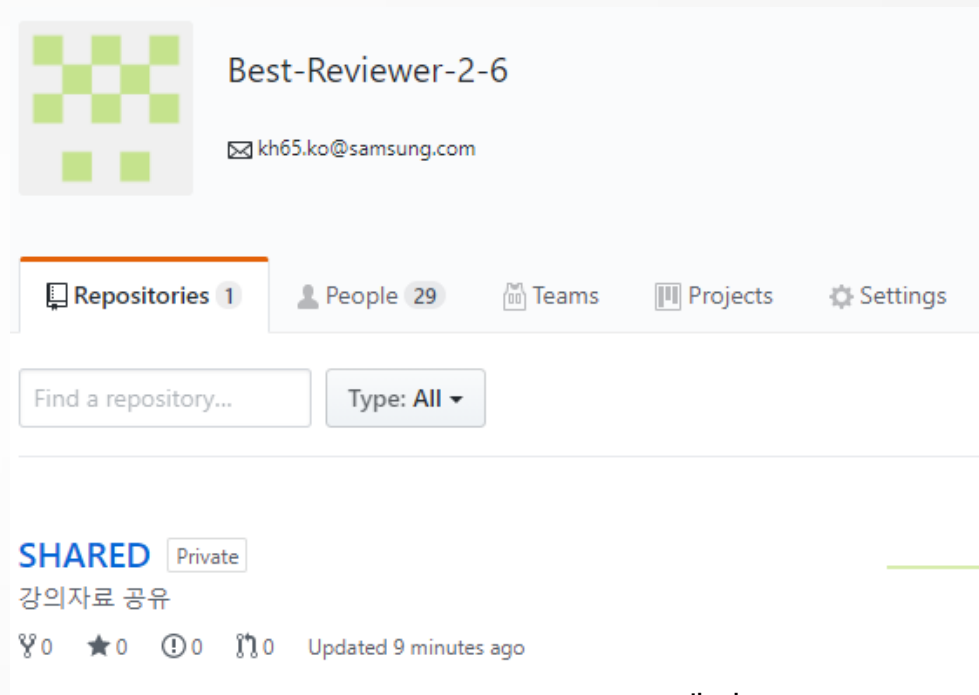 Best-Reviewer-2-6
kh65.ko@samsung.com
Repositories 1 People 29 Teams Projects Settings
Find a repository... Type: All
SHARED Private
강의자료 공유
0 0 0 0 Updated 9 minutes ago